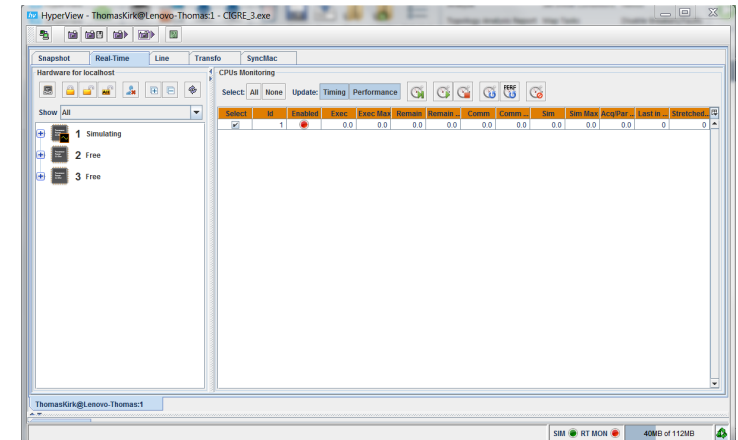 HyperView - ThomasKirk@Lenovo-Thomas:1 - CIGRE_3.exe
Snapshot Real-Time Line Transfo SyncMac
Hardware for localhost
CPUs Monitoring
Select: All None Update: Timing Performance
PERF
Show All
Select Id Enabled Exec Exec Max Remain Remain ... Comm Comm ... Sim Sim Max Acq/Par... Last in ... Stretched...
1 0.0 0.0 0.0 0.0 0.0 0.0 0.0 0.0 0.0 0 0
1 Simulating
2 Free
3 Free
ThomasKirk@Lenovo-Thomas:1
SIM RT MON 40MB of 112MB